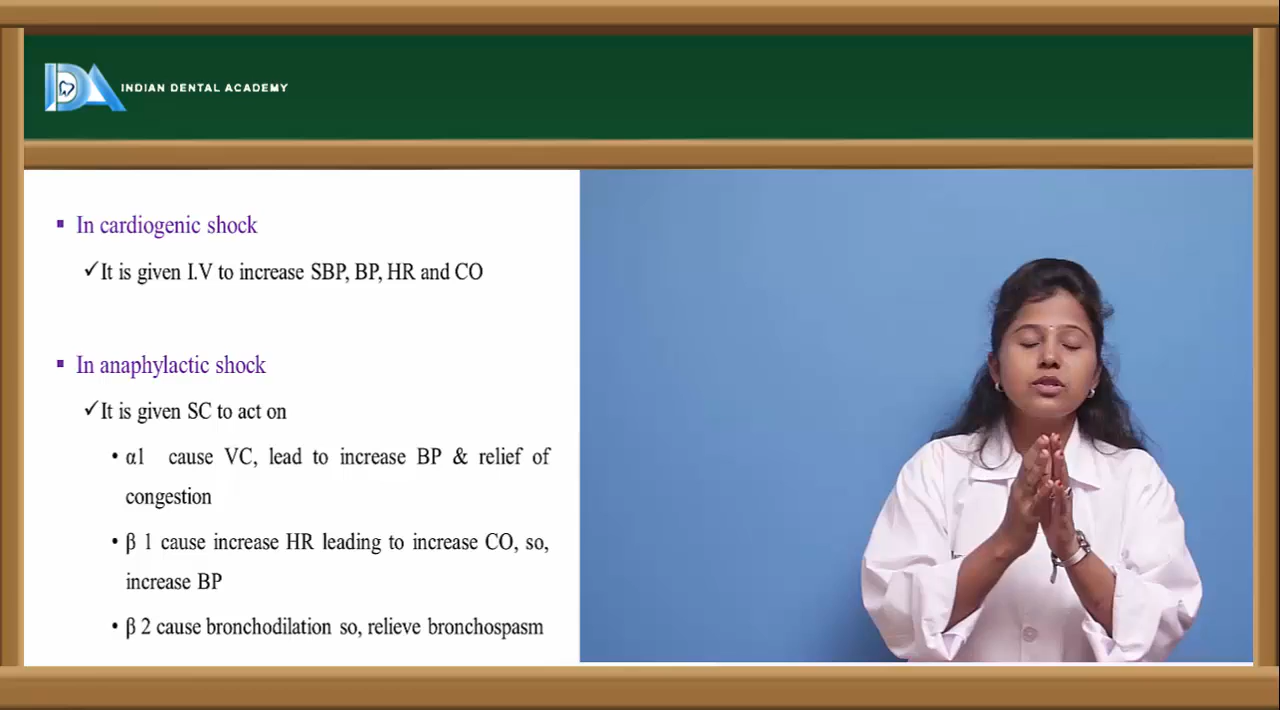 IDA INDIAN DENTAL ACADEMY
▪ In cardiogenic shock
✓It is given I.V to increase SBP, BP, HR and CO
▪ In anaphylactic shock
✓It is given SC to act on
• α1 cause VC, lead to increase BP & relief of
congestion
• β 1 cause increase HR leading to increase CO, so,
increase BP
• β 2 cause bronchodilation so, relieve bronchospasm